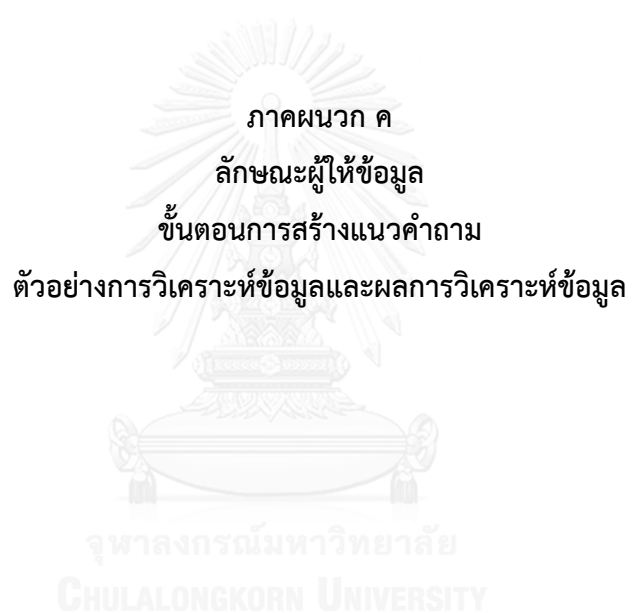 ภาคผนวก ค
ลักษณะผู้ให้ข้อมูล
ขั้นตอนการสร้างแนวคำถาม
ตัวอย่างการวิเคราะห์ข้อมูลและผลการวิเคราะห์ข้อมูล
จุฬาลงกรณ์มหาวิทยาลัย
CHULALONGKORN UNIVERSITY